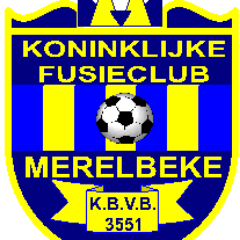 KONINKLIJKE
FUSIECLUB
MERELBEKE
K.B.V.B.
3551